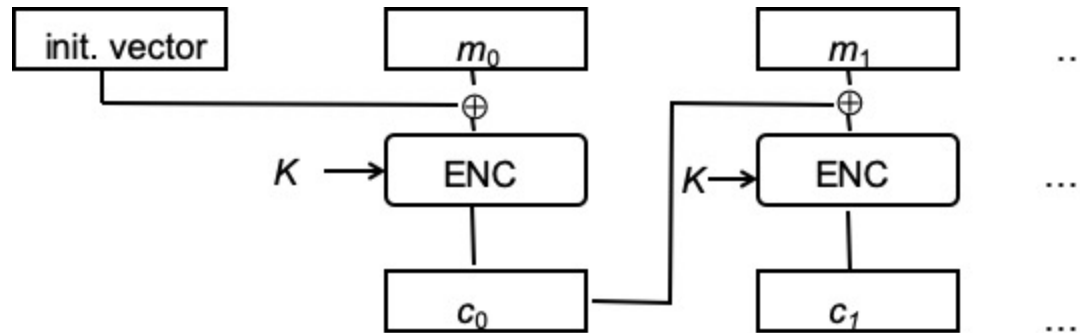 init. vector
m₀
m₁
..
⊕
⊕
K
ENC
K
ENC
...
c₀
c₁
...